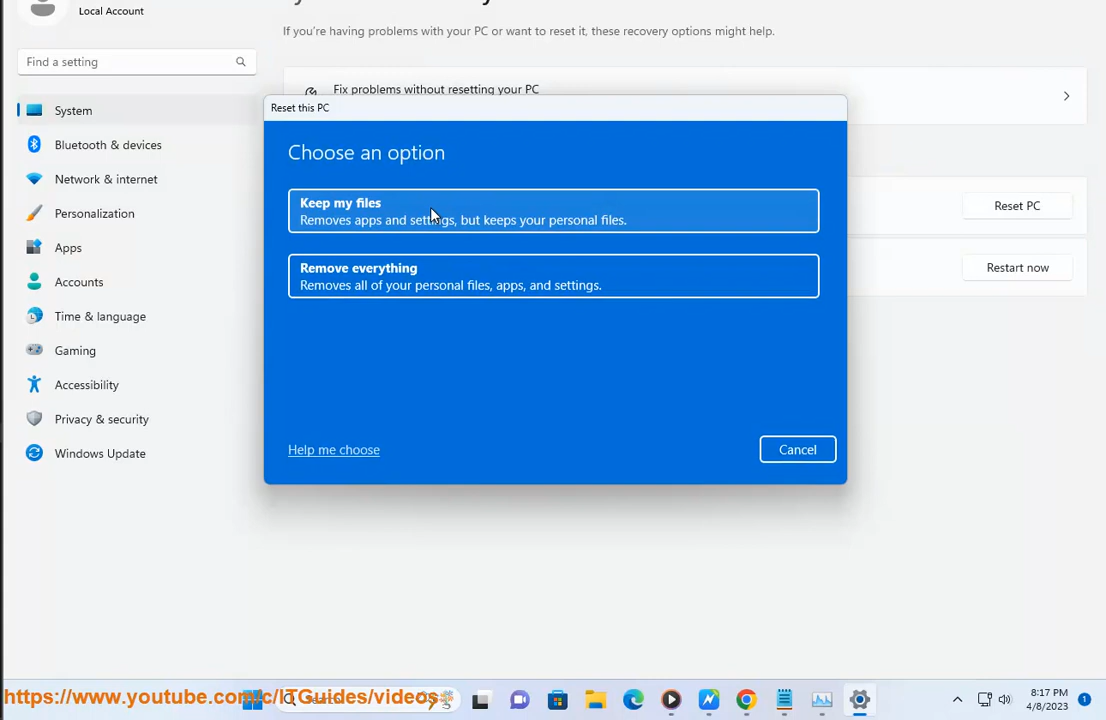 Local Account
If you're having problems with your PC or want to reset it, these recovery options might help.
Find a setting
Fix problems without resetting your PC
Reset this PC
System
Choose an option
Bluetooth & devices
Keep my files
Removes apps and settings, but keeps your personal files.
Network & internet
Personalization
Reset PC
Remove everything
Removes all of your personal files, apps, and settings.
Apps
Restart now
Accounts
Time & language
Gaming
Accessibility
Privacy & security
Help me choose
Cancel
Windows Update
https://www.youtube.com/c/ITGuides/videos
8:17 PM
4/8/2023
1